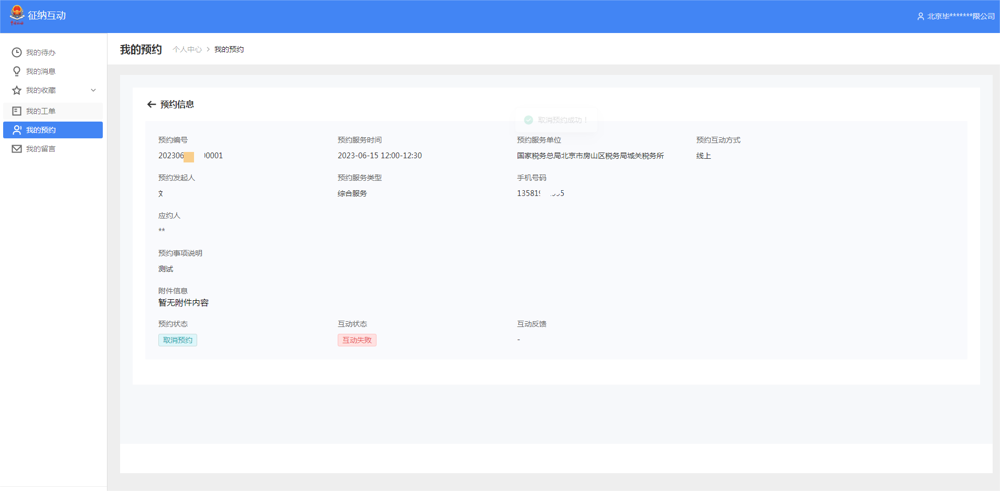 征纳互动
北京毕*******限公司
我的待办
我的消息
我的收藏
我的工单
我的预约
我的留言
我的预约 个人中心 > 我的预约
预约信息
取消预约成功！
预约编号 预约服务时间 预约服务单位 预约互动方式
202306 0001 2023-06-15 12:00-12:30 国家税务总局北京市房山区税务局城关税务所 线上
预约发起人 预约服务类型 手机号码
综合服务 13581
应约人
**
预约事项说明
测试
附件信息
暂无附件内容
预约状态 互动状态 互动反馈
取消预约 互动失败 -